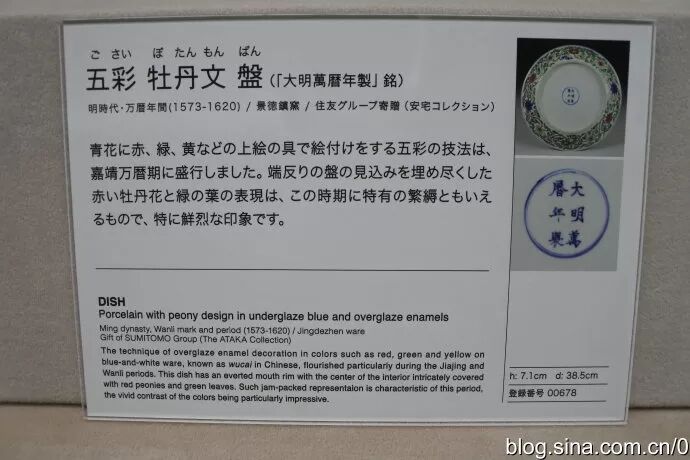 ご さい ぼ たん もん ばん
五彩 牡丹文 盤(「大明萬暦年製」銘)
明時代・万暦年間(1573-1620) / 景徳鎮窯 / 住友グループ寄贈(安宅コレクション)
青花に赤、緑、黄などの上絵の具で絵付けをする五彩の技法は、
嘉靖万暦期に盛行しました。端反りの盤の見込みを埋め尽くした
赤い牡丹花と緑の葉の表現は、この時期に特有の繁縟ともいえ
るもので、特に鮮烈な印象です。
DISH
Porcelain with peony design in underglaze blue and overglaze enamels
Ming dynasty, Wanli mark and period (1573-1620) / Jingdezhen ware
Gift of SUMITOMO Group (The ATAKA Collection)
The technique of overglaze enamel decoration in colors such as red, green and yellow on
blue-and-white ware, known as wucai in Chinese, flourished particularly during the Jiajing and
Wanli periods. This dish has an everted mouth rim with the center of the interior intricately covered
with red peonies and green leaves. Such jam-packed representaion is characteristic of this period,
the vivid contrast of the colors being particularly impressive.
大明萬
暦年製
h: 7.1cm d: 38.5cm
登録番号 00678
blog.sina.com.cn/0